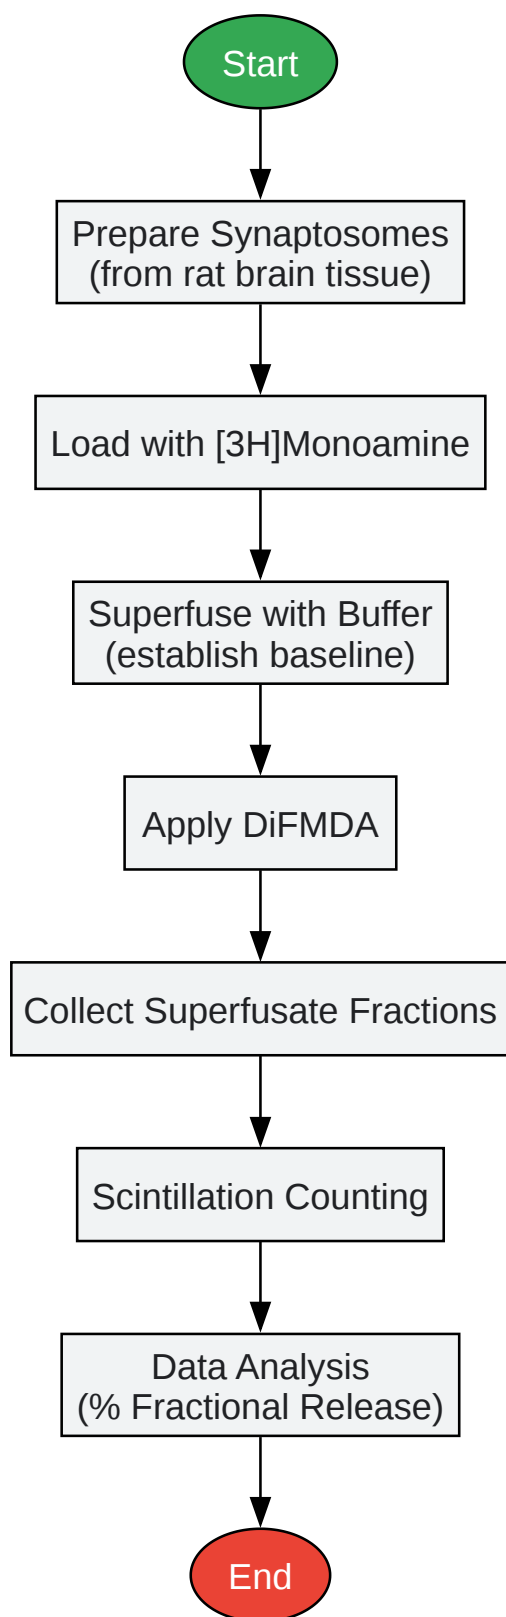 Start
Prepare Synaptosomes
(from rat brain tissue)
Load with [3H]Monoamine
Superfuse with Buffer
(establish baseline)
Apply DiFMDA
Collect Superfusate Fractions
Scintillation Counting
Data Analysis
(% Fractional Release)
End